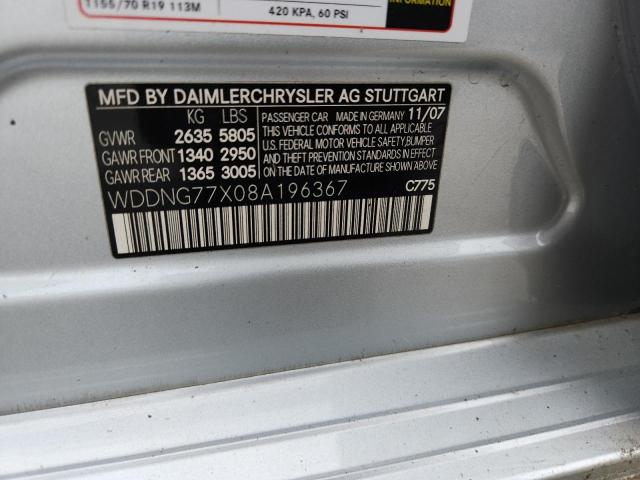 1155/70 R19 113M
420 KPA, 60 PSI
INFORMATION
MFD BY DAIMLERCHRYSLER AG STUTTGART
KG LBS
GVWR 2635 5805
GAWR FRONT 1340 2950
GAWR REAR 1365 3005
PASSENGER CAR MADE IN GERMANY 11/07
THIS VEHICLE CONFORMS TO ALL APPLICABLE
U.S. FEDERAL MOTOR VEHICLE SAFETY, BUMPER
AND THEFT PREVENTION STANDARDS IN
EFFECT ON THE DATE OF MANUFACTURE
SHOWN ABOVE.
WDDNG77X08A196367 C775